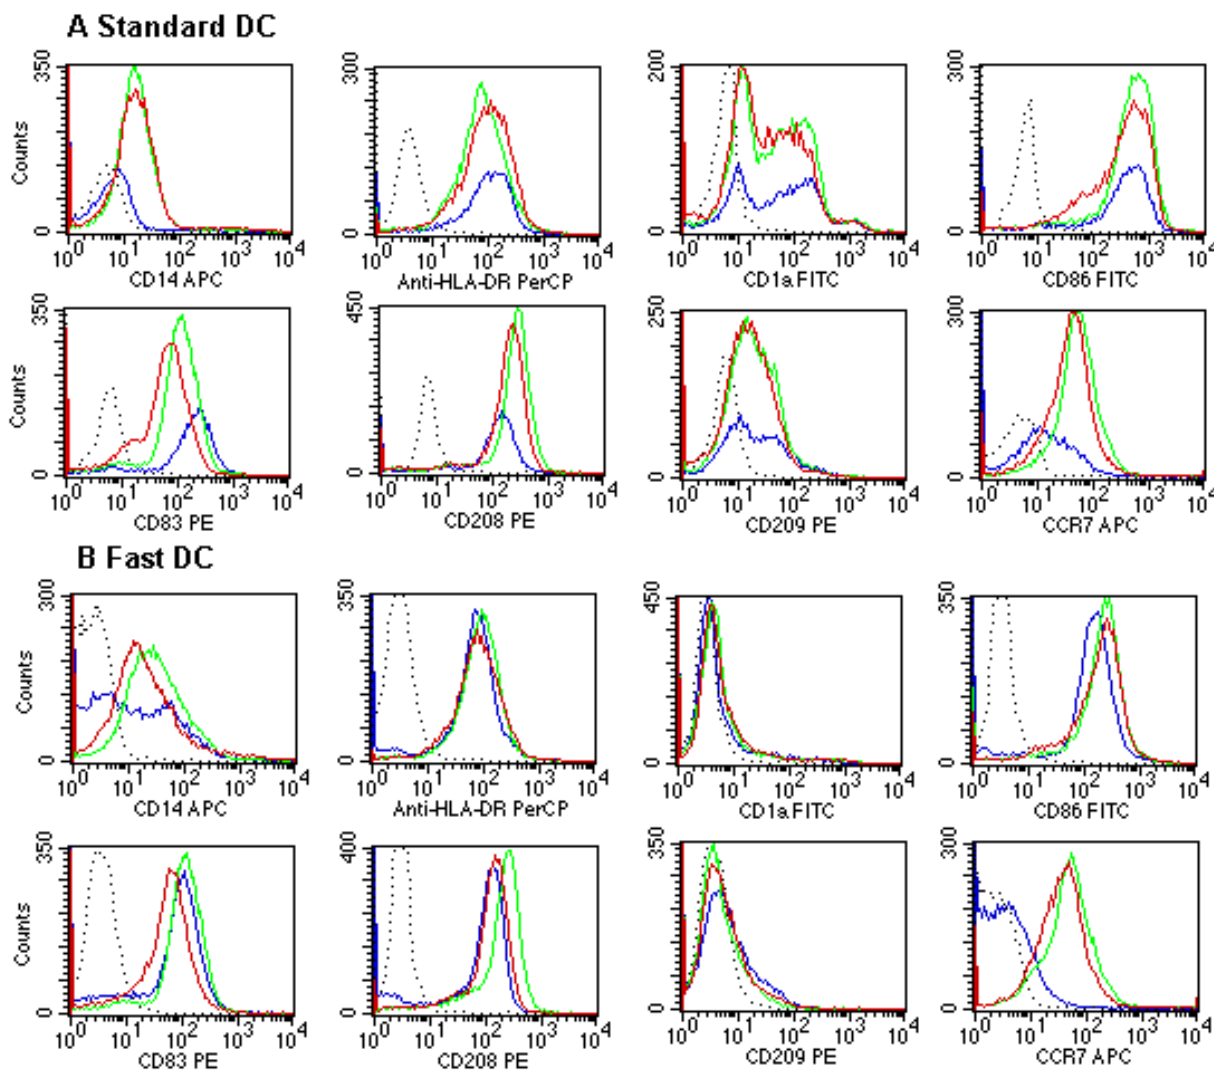 A Standard DC
350 300 200
Counts
0 0 0 0
10^0 10^1 10^2 10^3 10^4 10^0 10^1 10^2 10^3 10^4 10^0 10^1 10^2 10^3 10^4 10^0 10^1 10^2 10^3 10^4
CD14 APC Anti-HLA-DR PerCP CD1a FITC CD86 FITC
350 450 250 300
Counts
0 0 0 0
10^0 10^1 10^2 10^3 10^4 10^0 10^1 10^2 10^3 10^4 10^0 10^1 10^2 10^3 10^4 10^0 10^1 10^2 10^3 10^4
CD83 PE CD208 PE CD209 PE CCR7 APC
B Fast DC
300 350 450 350
Counts
0 0 0 0
10^0 10^1 10^2 10^3 10^4 10^0 10^1 10^2 10^3 10^4 10^0 10^1 10^2 10^3 10^4 10^0 10^1 10^2 10^3 10^4
CD14 APC Anti-HLA-DR PerCP CD1a FITC CD86 FITC
350 400 350 300
Counts
0 0 0 0
10^0 10^1 10^2 10^3 10^4 10^0 10^1 10^2 10^3 10^4 10^0 10^1 10^2 10^3 10^4 10^0 10^1 10^2 10^3 10^4
CD83 PE CD208 PE CD209 PE CCR7 APC